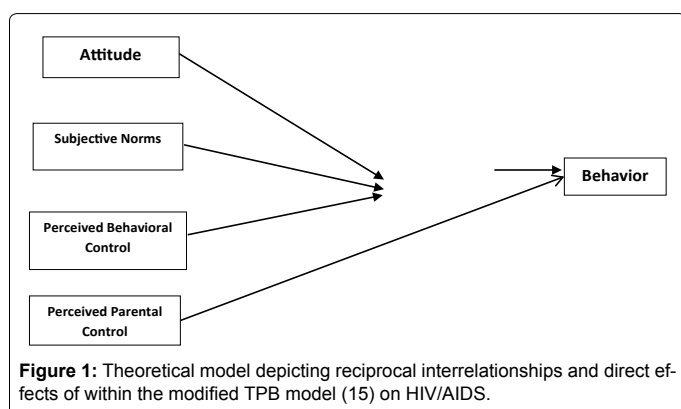 Attitude
Subjective Norms
Behavior
Perceived Behavioral
Control
Perceived Parental
Control
Figure 1: Theoretical model depicting reciprocal interrelationships and direct ef-
fects of within the modified TPB model (15) on HIV/AIDS.